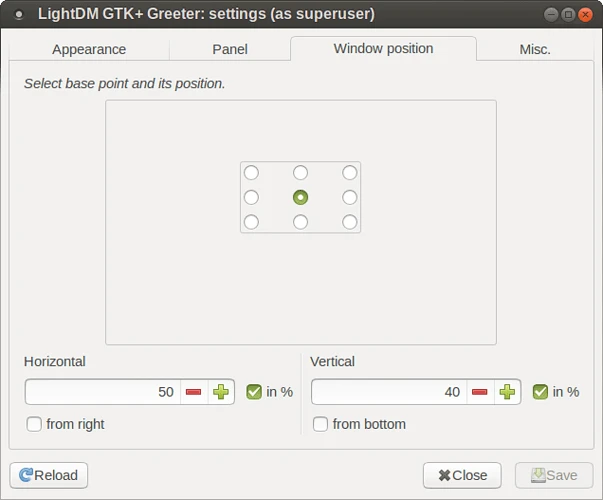 LightDM GTK+ Greeter: settings (as superuser)
Appearance Panel Window position Misc.
Select base point and its position.
Horizontal Vertical
50 in % 40 in %
from right from bottom
Reload Close Save